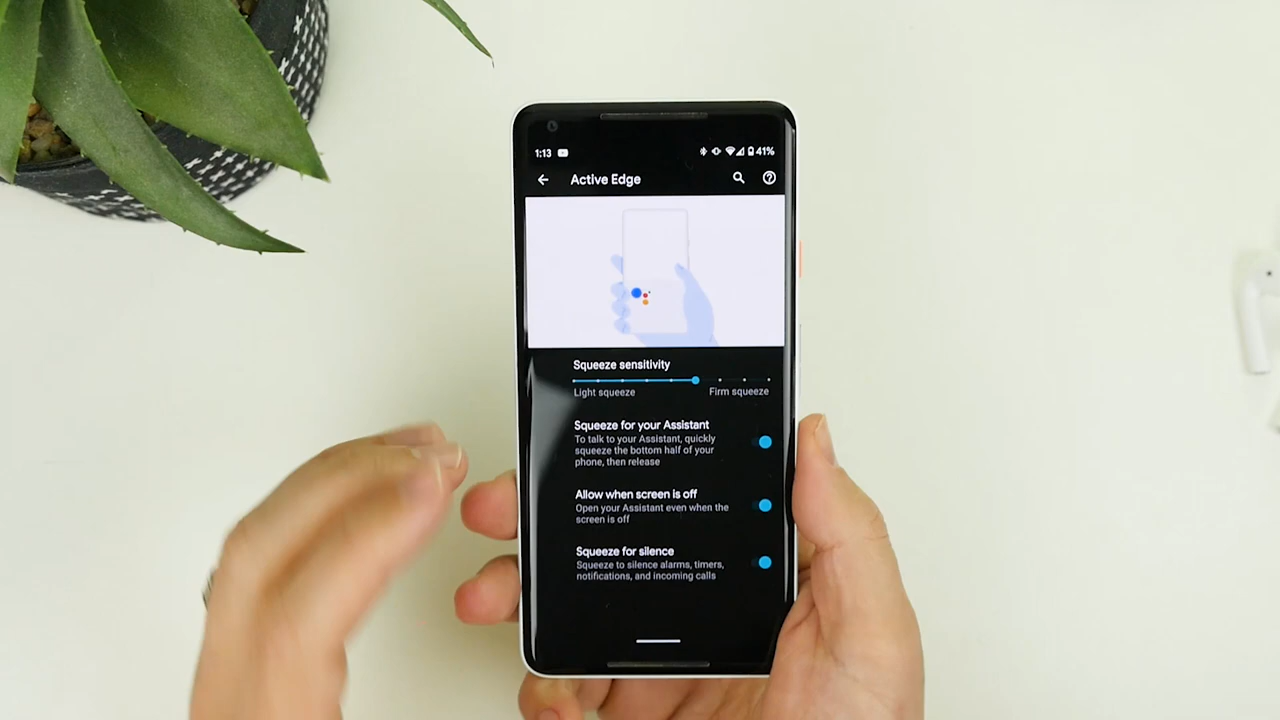 1:13 41%
Active Edge
Squeeze sensitivity
Light squeeze Firm squeeze
Squeeze for your Assistant
To talk to your Assistant, quickly
squeeze the bottom half of your
phone, then release
Allow when screen is off
Open your Assistant even when the
screen is off
Squeeze for silence
Squeeze to silence alarms, timers,
notifications, and incoming calls